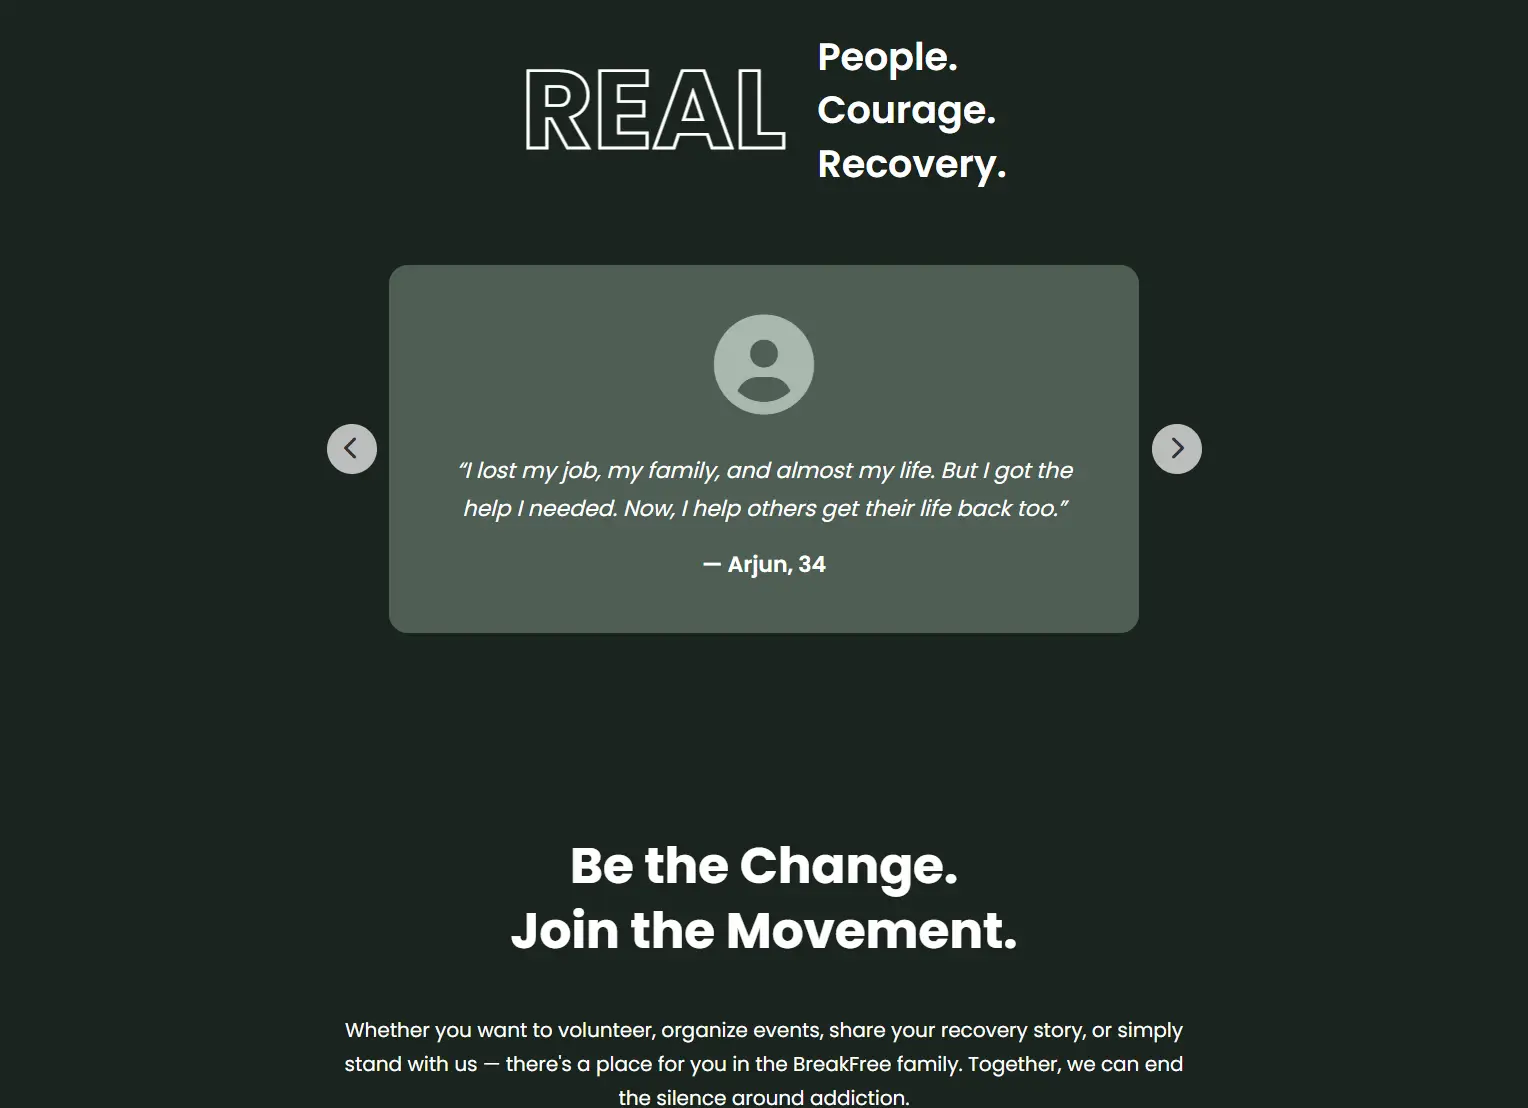 REAL
People.
Courage.
Recovery.
“I lost my job, my family, and almost my life. But I got the
help I needed. Now, I help others get their life back too.”
— Arjun, 34
Be the Change.
Join the Movement.
Whether you want to volunteer, organize events, share your recovery story, or simply
stand with us — there's a place for you in the BreakFree family. Together, we can end
the silence around addiction.